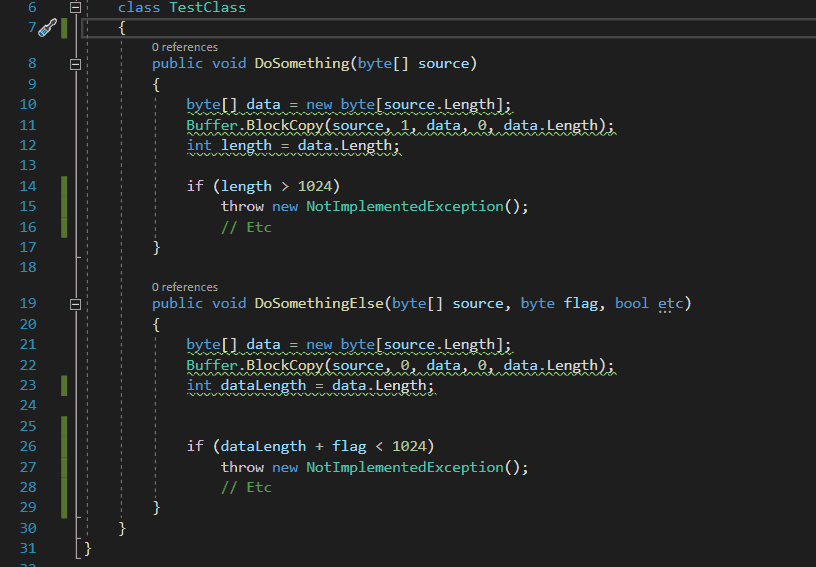 6 class TestClass
7 {
0 references
8 public void DoSomething(byte[] source)
9 {
10 byte[] data = new byte[source.Length];
11 Buffer.BlockCopy(source, 1, data, 0, data.Length);
12 int length = data.Length;
13
14 if (length > 1024)
15 throw new NotImplementedException();
16 // Etc
17 }
18
0 references
19 public void DoSomethingElse(byte[] source, byte flag, bool etc)
20 {
21 byte[] data = new byte[source.Length];
22 Buffer.BlockCopy(source, 0, data, 0, data.Length);
23 int dataLength = data.Length;
24
25
26 if (dataLength + flag < 1024)
27 throw new NotImplementedException();
28 // Etc
29 }
30 }
31 }